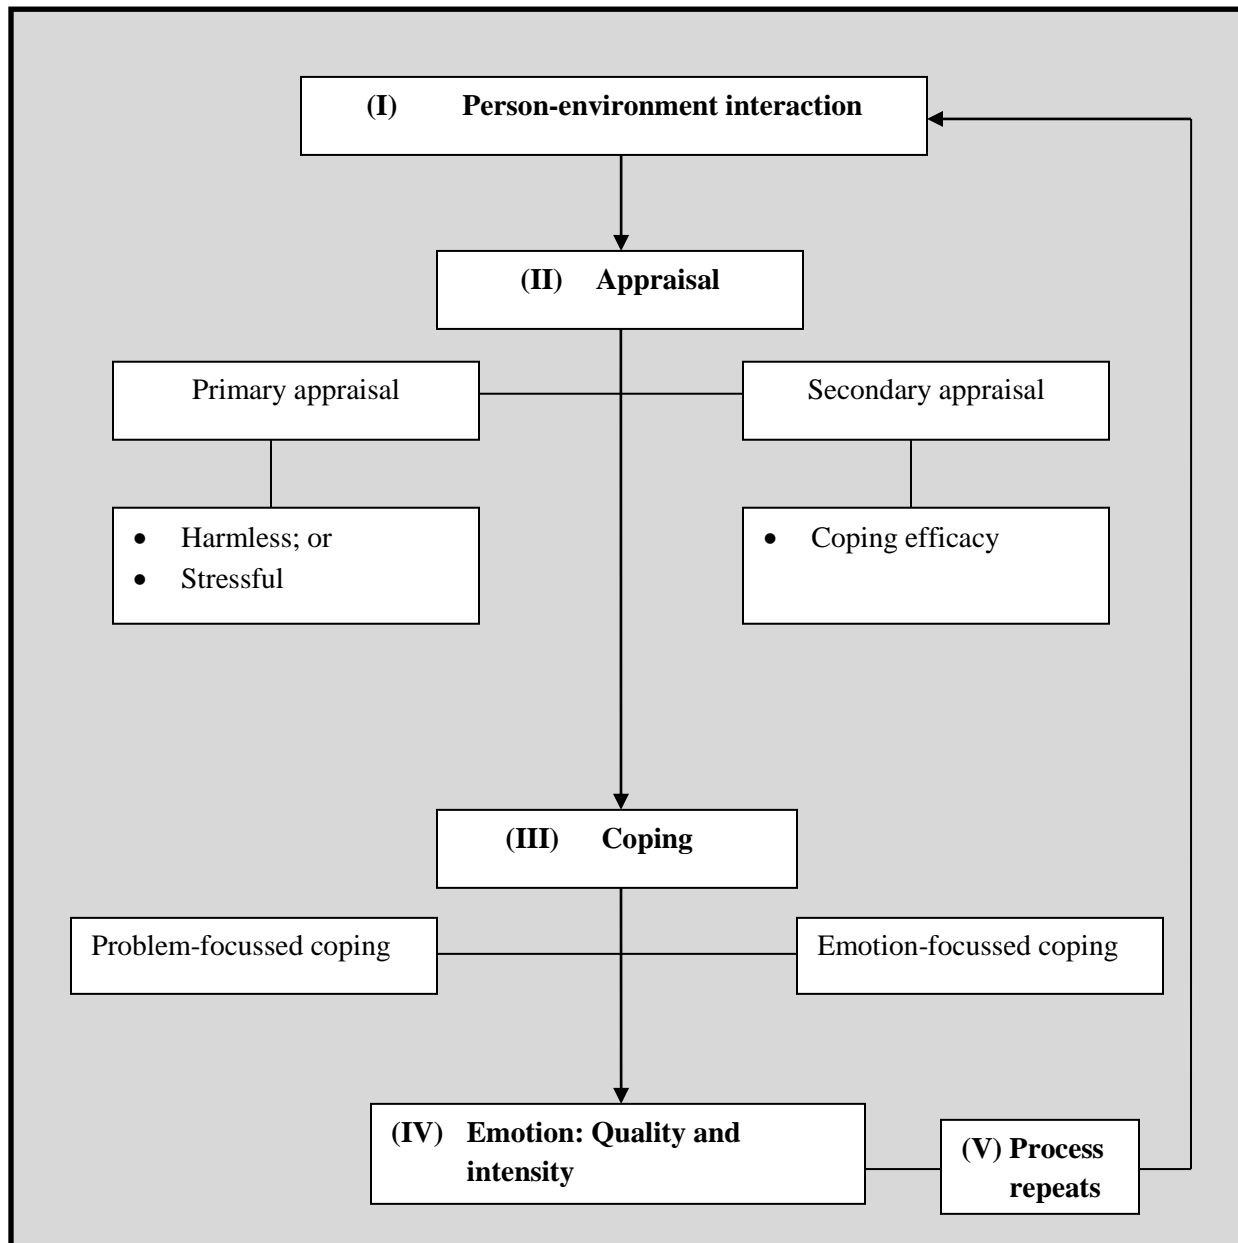 (I) Person-environment interaction
(II) Appraisal
Primary appraisal
Secondary appraisal
• Harmless; or
• Stressful
• Coping efficacy
(III) Coping
Problem-focussed coping
Emotion-focussed coping
(IV) Emotion: Quality and
intensity
(V) Process
repeats